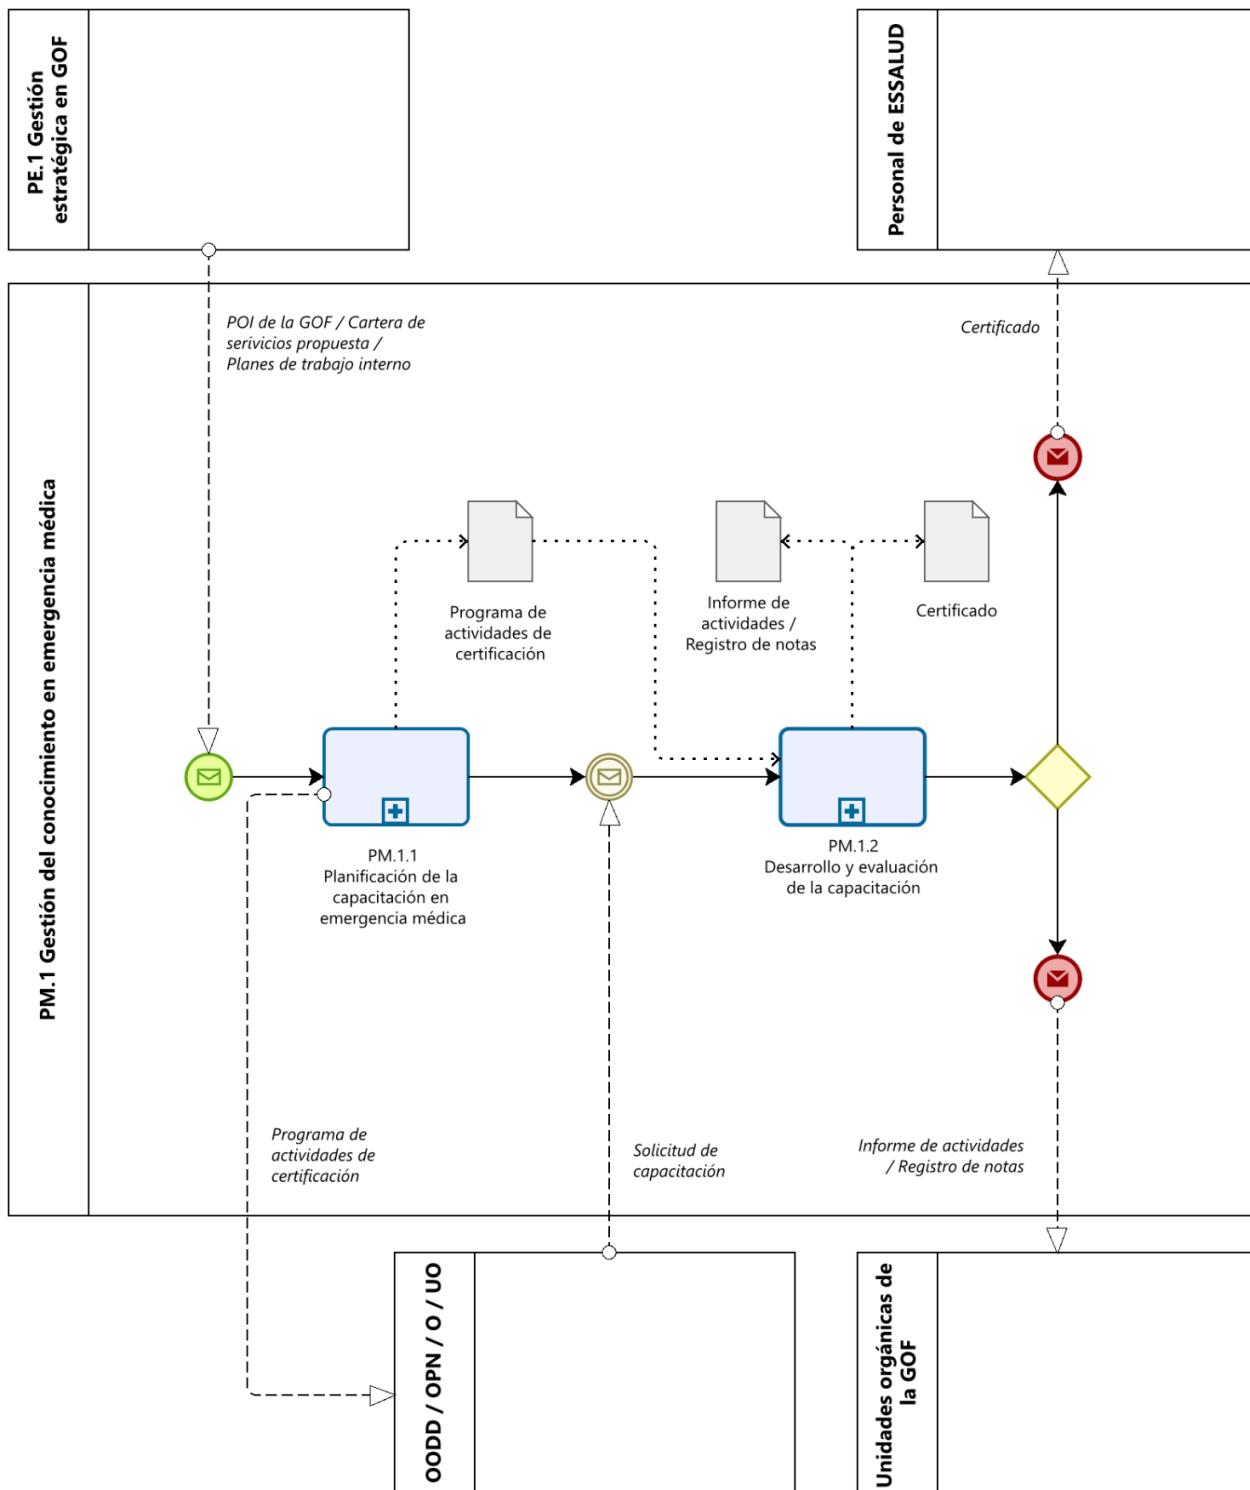 PE.1 Gestión
estratégica en GOF
Personal de ESSALUD
PM.1 Gestión del conocimiento en emergencia médica
POI de la GOF / Cartera de
serivicios propuesta /
Planes de trabajo interno
Certificado
Programa de
actividades de
certificación
Informe de
actividades /
Registro de notas
Certificado
PM.1.1
Planificación de la
capacitación en
emergencia médica
PM.1.2
Desarrollo y evaluación
de la capacitación
Programa de
actividades de
certificación
Solicitud de
capacitación
Informe de actividades
/ Registro de notas
OODD / OPN / O / UO
Unidades orgánicas de
la GOF